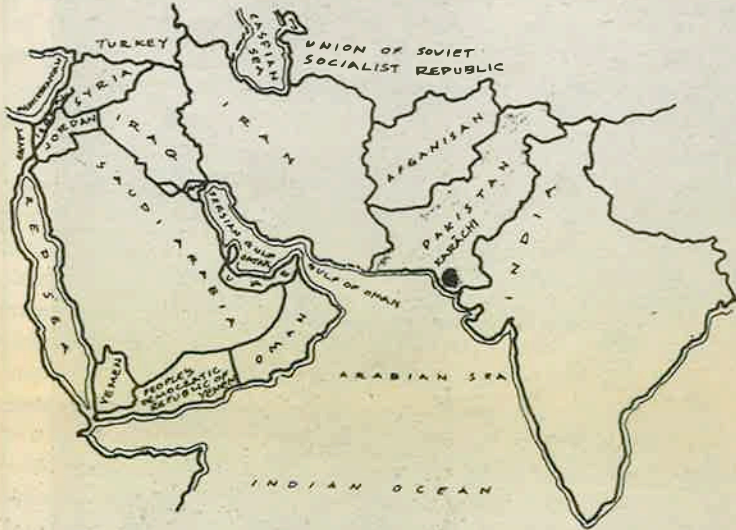 TURKEY
CASPIAN
SEA
UNION OF SOVIET
SOCIALIST REPUBLIC
SYRIA
JORDAN
EGYPT
IRAQ
IRAN
AFGANISAN
PAKISTAN
KARACHI
INDIA
SAUDI ARABIA
PERSIAN GULF
QATAR
UAE
GULF OF OMAN
RED SEA
OMAN
YEMEN
PEOPLE'S
DEMOCRATIC
REPUBLIC OF
YEMEN
ARABIAN SEA
INDIAN OCEAN